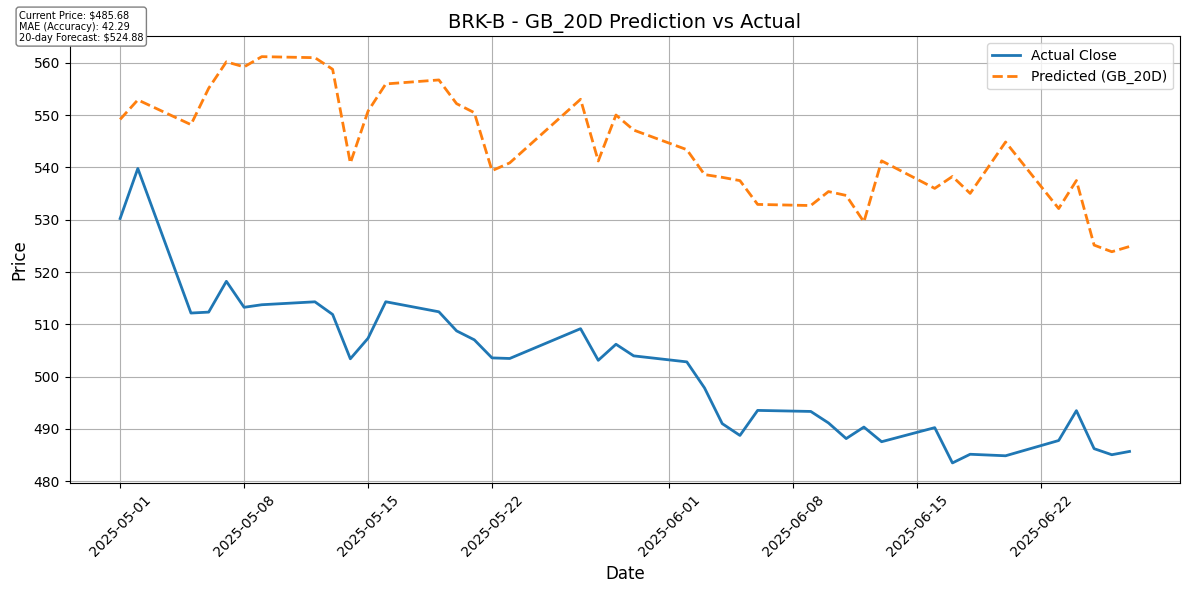 Current Price: $485.68
MAE (Accuracy): 42.29
20-day Forecast: $524.88
BRK-B - GB_20D Prediction vs Actual
Actual Close
Predicted (GB_20D)
Price
560
550
540
530
520
510
500
490
480
2025-05-01
2025-05-08
2025-05-15
2025-05-22
2025-06-01
2025-06-08
2025-06-15
2025-06-22
Date